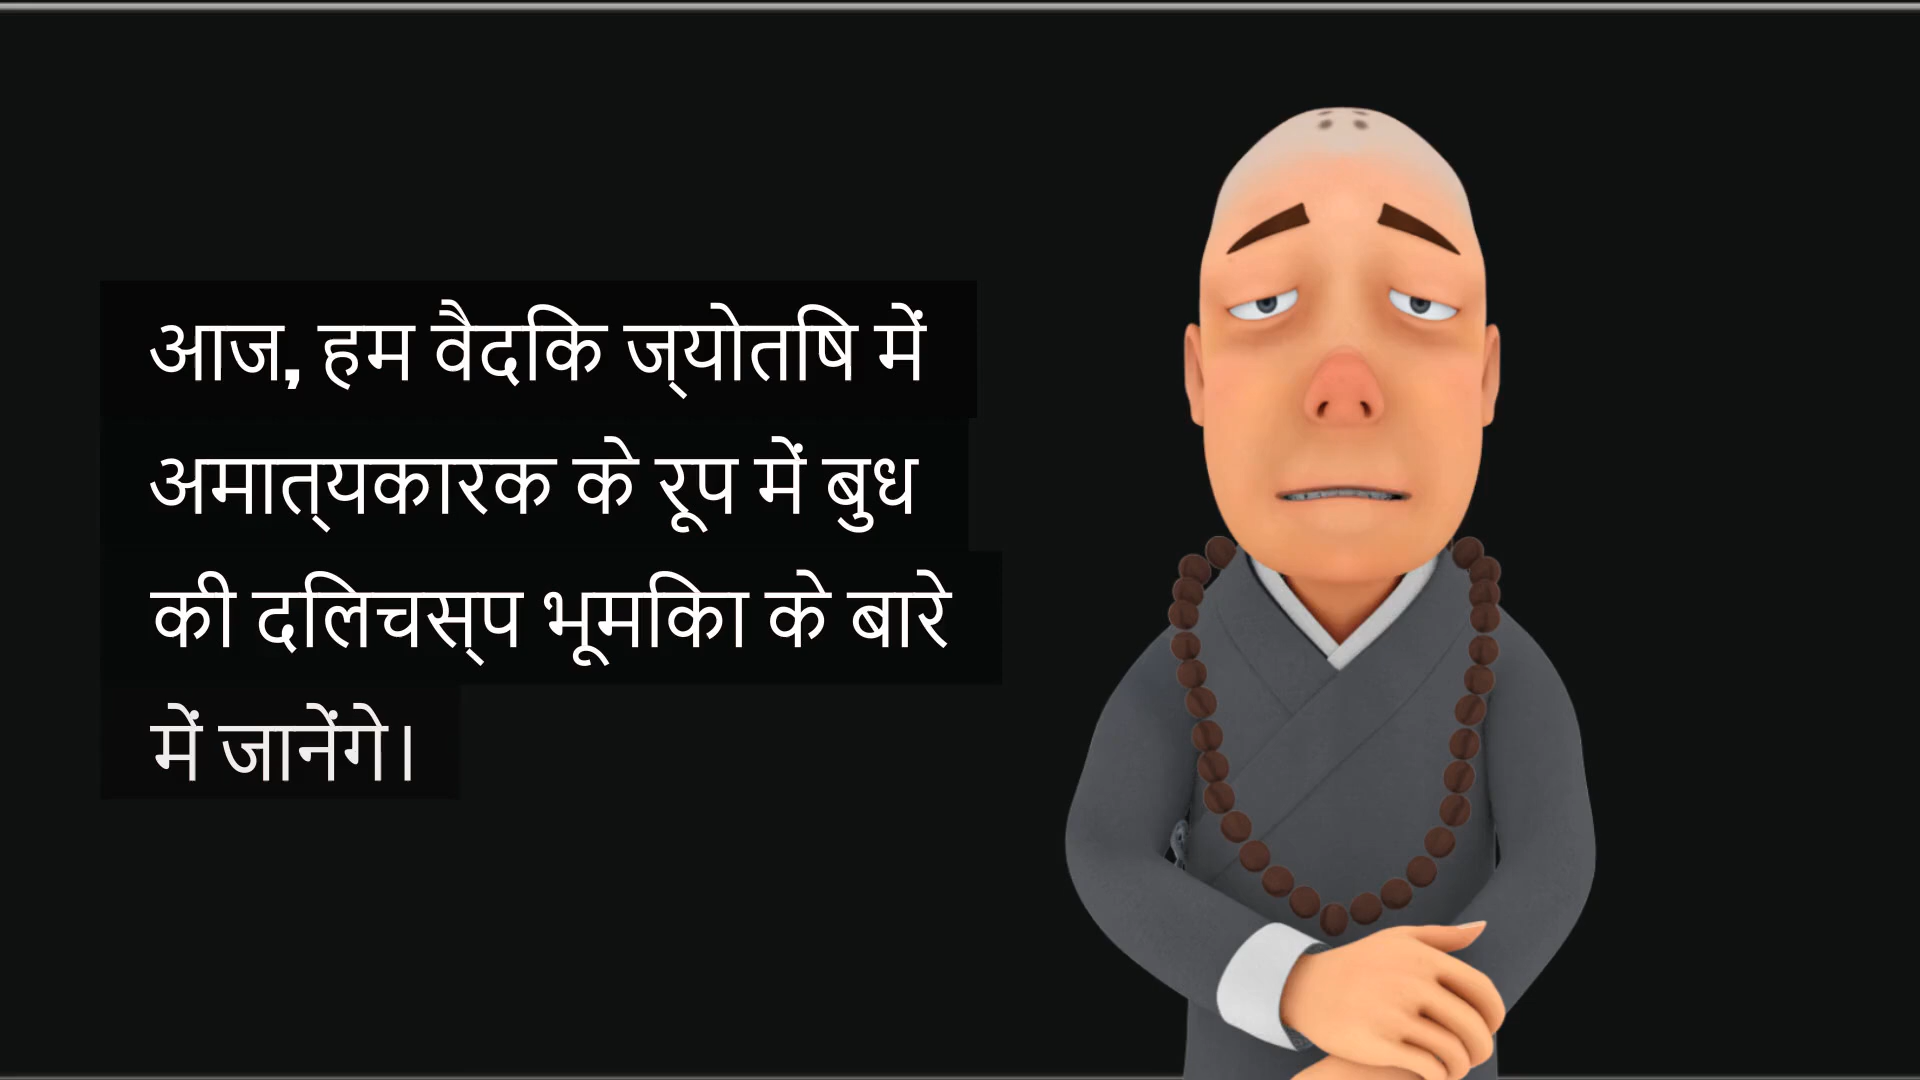 आज, हम वैदकि ज्योतषि में
अमात्यकारक के रूप में बुध
की दलिचस्प भूमकिा के बारे
में जानेंगे।